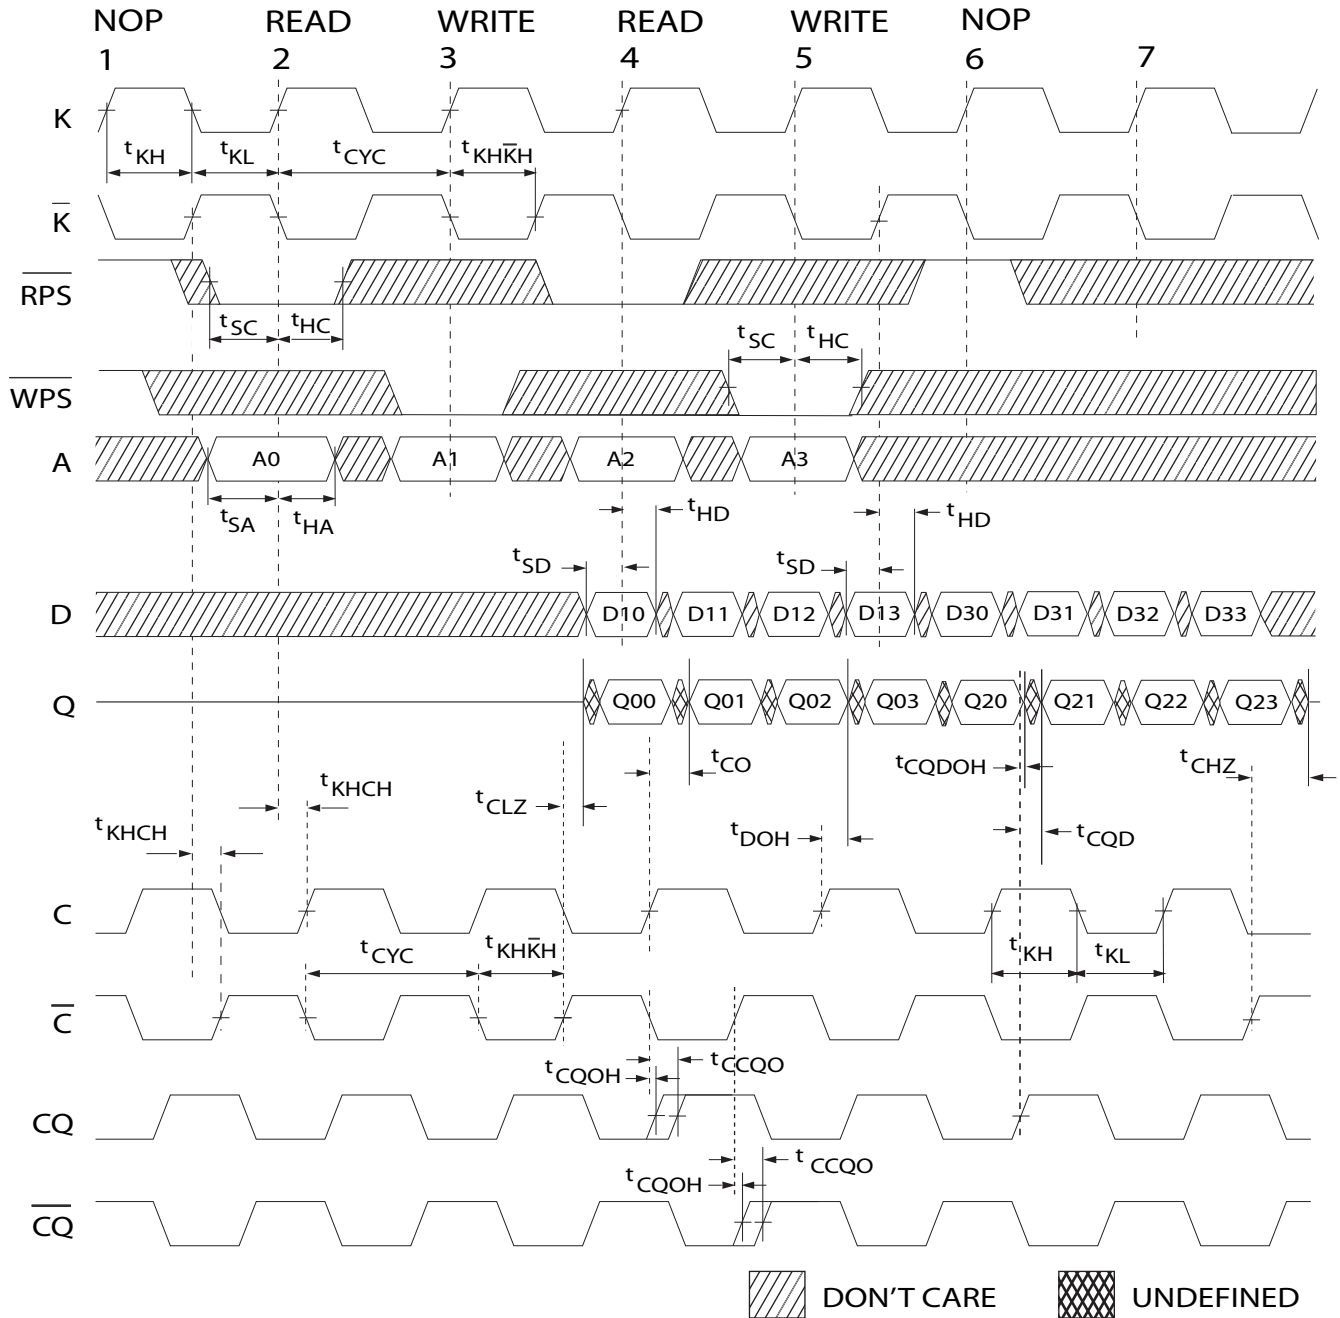 NOP READ WRITE READ WRITE NOP
1 2 3 4 5 6 7
K
tKH tKL tCYC tKHK̅H
K̅
R̅P̅S̅
tSC tHC tSC tHC
W̅P̅S̅
A A0 A1 A2 A3
tSA tHA tHD tHD
tSD tSD
D D10 D11 D12 D13 D30 D31 D32 D33
Q Q00 Q01 Q02 Q03 Q20 Q21 Q22 Q23
tCO tCQDOH tCHZ
tKHCH tCLZ
tKHCH tDOH tCQD
C
tCYC tKHK̅H tKH tKL
C̅
tCQOH tCCQO
CQ
tCQOH tCCQO
C̅Q̅
DON'T CARE UNDEFINED